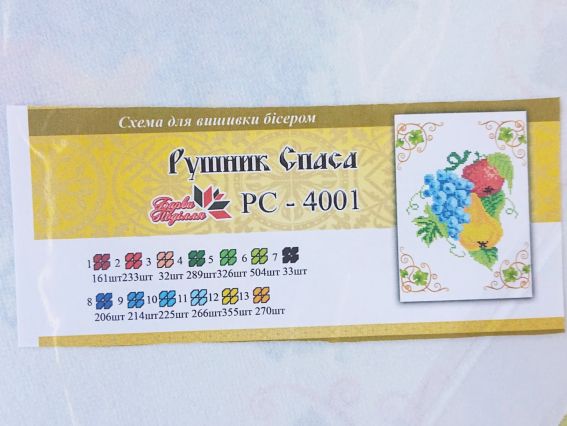 Схема для вишивки бісером
Рушник Спаса
Барви
РС - 4001
1 2 3 4 5 6 7
161шт 233шт 32шт 289шт 326шт 504шт 33шт
8 9 10 11 12 13
206шт 214шт 225шт 266шт 355шт 270шт